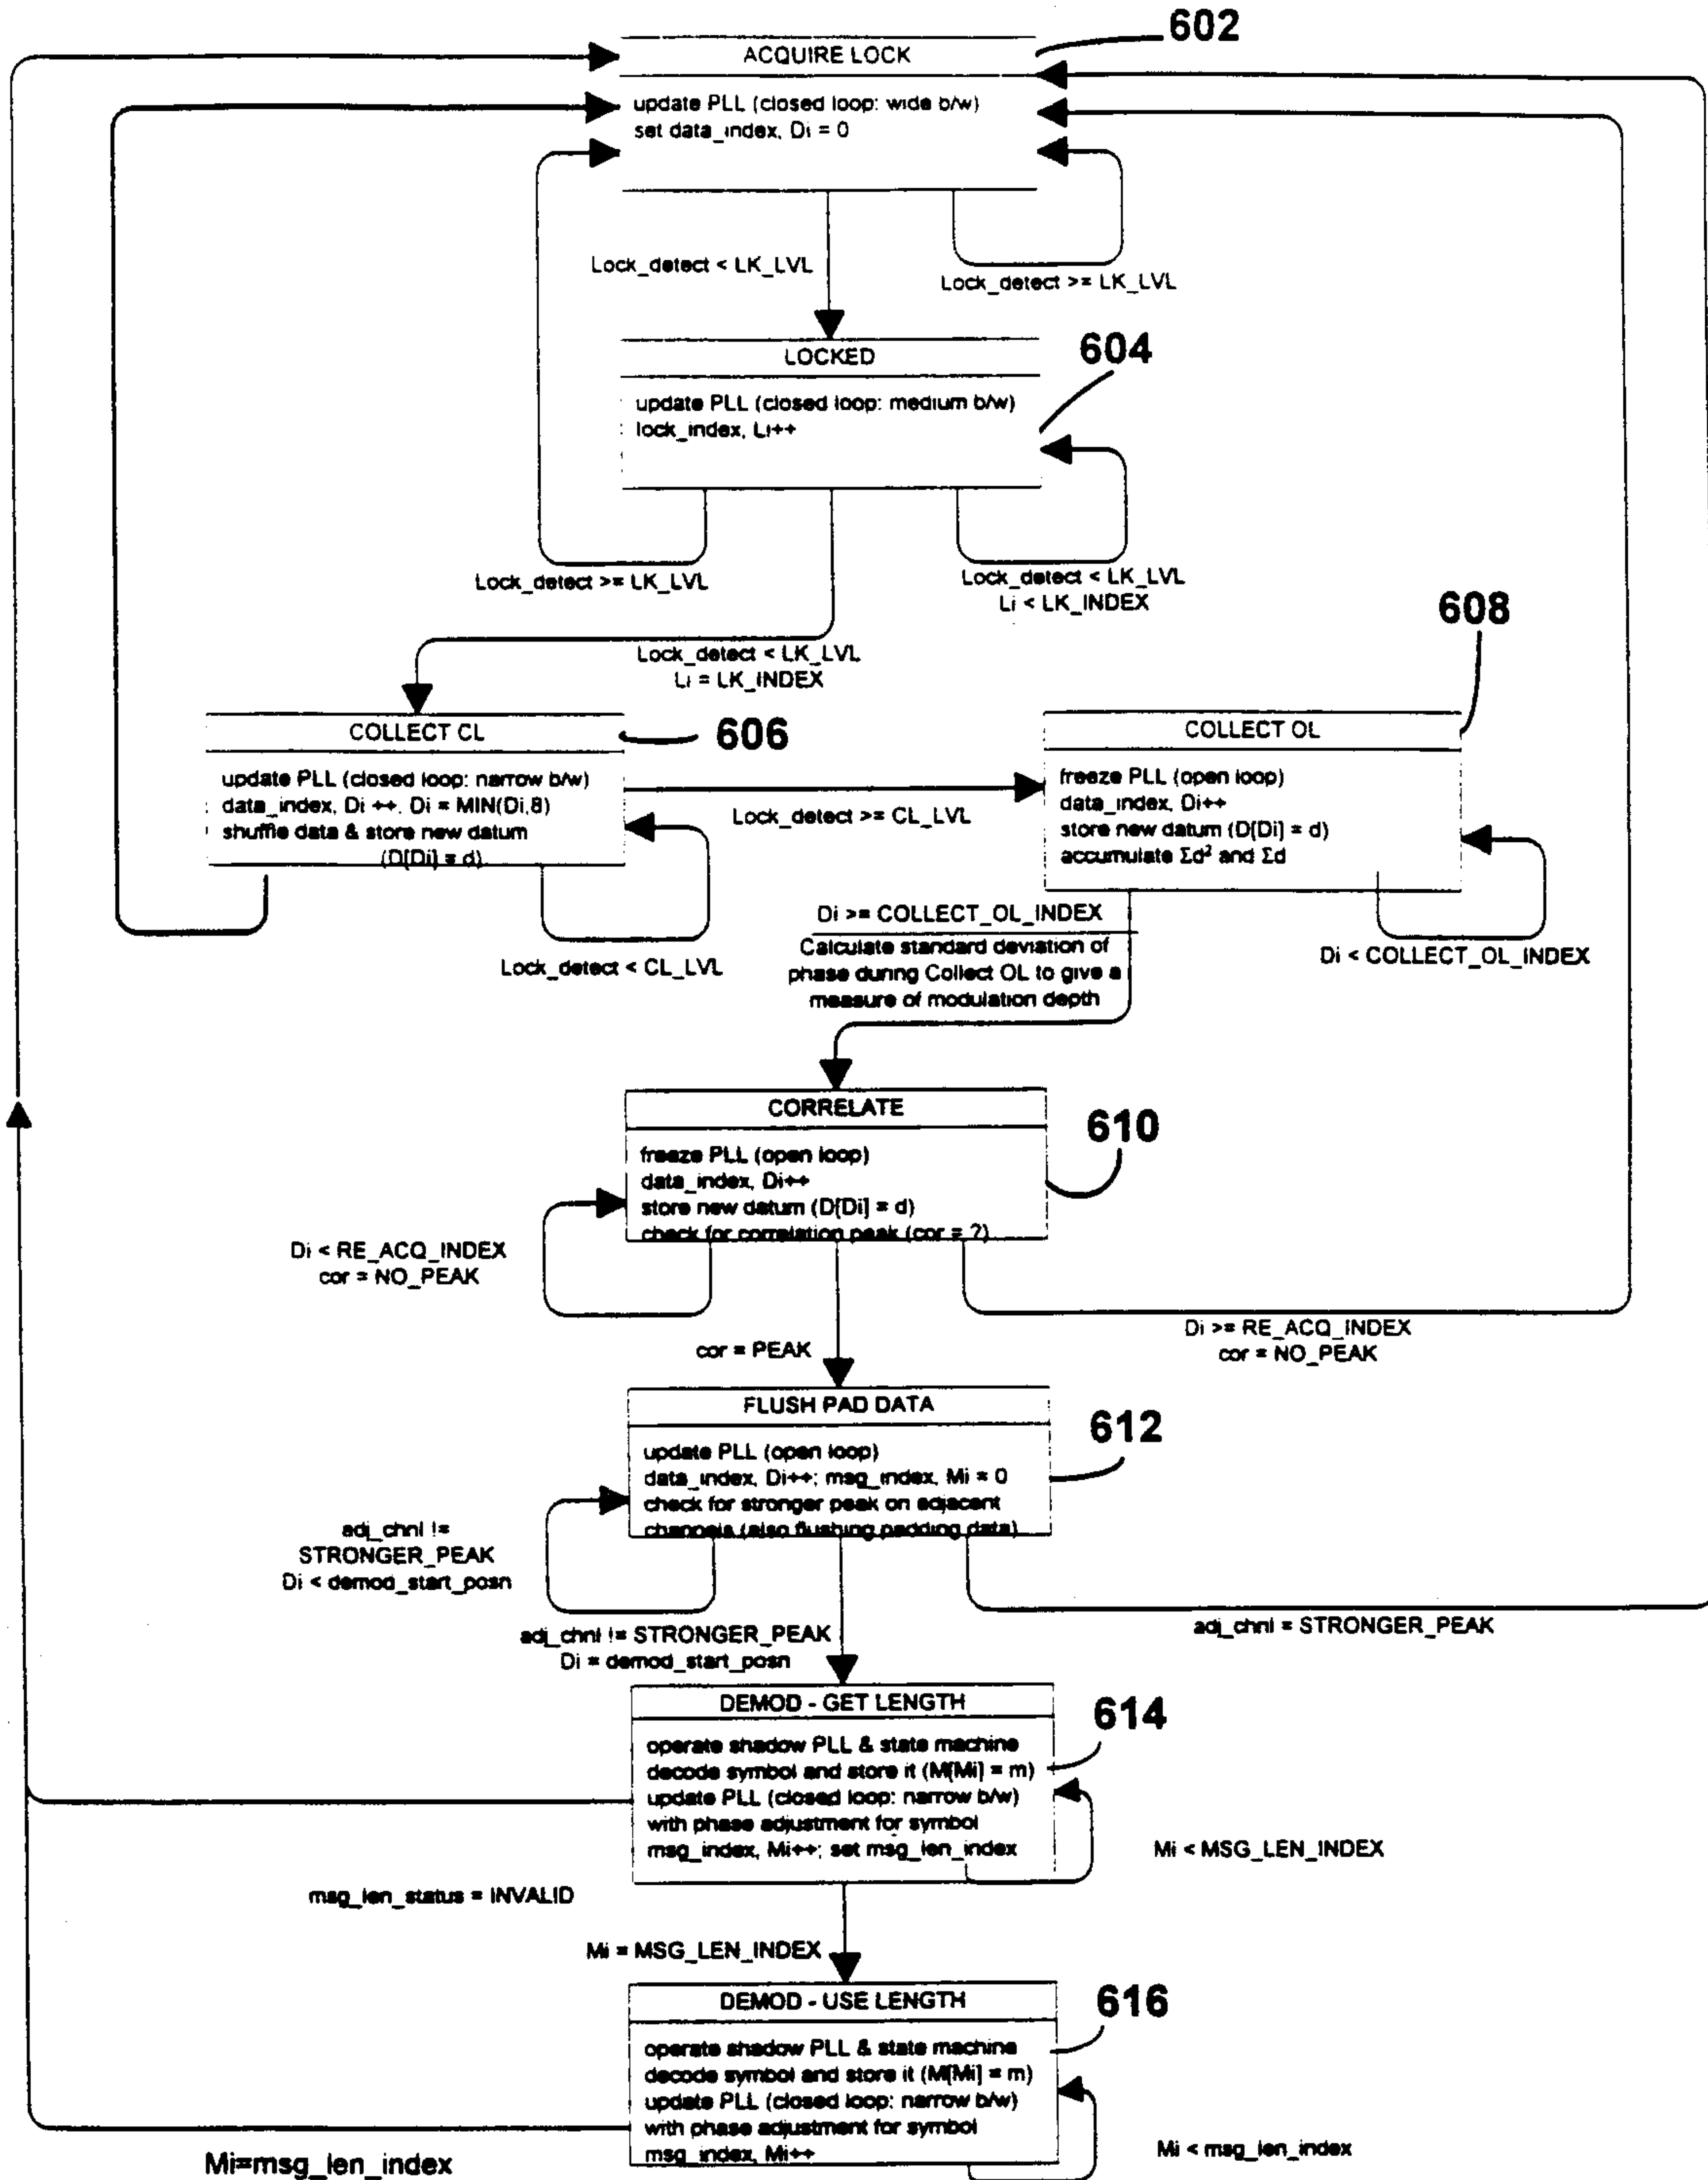 602
ACQUIRE LOCK
update PLL (closed loop: wide b/w)
set data_index, Di = 0
Lock_detect < LK_LVL
Lock_detect >= LK_LVL
604
LOCKED
update PLL (closed loop: medium b/w)
lock_index, Li++
Lock_detect >= LK_LVL
Lock_detect < LK_LVL
Li < LK_INDEX
608
Lock_detect < LK_LVL
Li = LK_INDEX
COLLECT CL
606
update PLL (closed loop: narrow b/w)
data_index, Di ++. Di = MIN(Di,8)
shuffle data & store new datum
(D[Di] = d)
Lock_detect >= CL_LVL
COLLECT OL
freeze PLL (open loop)
data_index, Di++
store new datum (D[Di] = d)
accumulate Σd² and Σd
Lock_detect < CL_LVL
Di >= COLLECT_OL_INDEX
Calculate standard deviation of
phase during Collect OL to give a
measure of modulation depth
Di < COLLECT_OL_INDEX
CORRELATE
610
freeze PLL (open loop)
data_index, Di++
store new datum (D[Di] = d)
check for correlation peak (cor = ?)
Di < RE_ACQ_INDEX
cor = NO_PEAK
Di >= RE_ACQ_INDEX
cor = NO_PEAK
cor = PEAK
FLUSH PAD DATA
612
update PLL (open loop)
data_index, Di++; msg_index, Mi = 0
check for stronger peak on adjacent
channels (also flushing padding data)
adj_chnl !=
STRONGER_PEAK
Di < demod_start_posn
adj_chnl = STRONGER_PEAK
adj_chnl != STRONGER_PEAK
Di = demod_start_posn
DEMOD - GET LENGTH
614
operate shadow PLL & state machine
decode symbol and store it (M[Mi] = m)
update PLL (closed loop: narrow b/w)
with phase adjustment for symbol
msg_index, Mi++; set msg_len_index
Mi < MSG_LEN_INDEX
msg_len_status = INVALID
Mi = MSG_LEN_INDEX
DEMOD - USE LENGTH
616
operate shadow PLL & state machine
decode symbol and store it (M[Mi] = m)
update PLL (closed loop: narrow b/w)
with phase adjustment for symbol
msg_index, Mi++
Mi < msg_len_index
Mi=msg_len_index